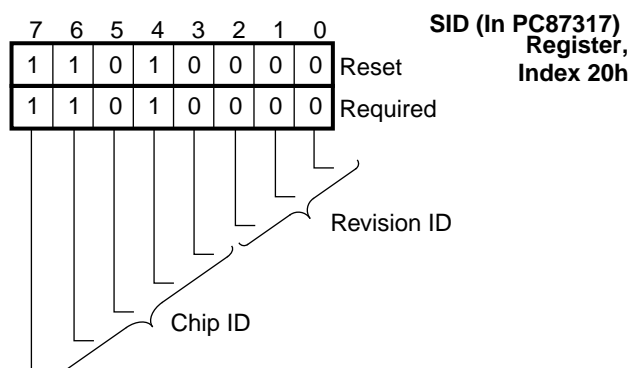 SID (In PC87317)
Register,
Index 20h
7 6 5 4 3 2 1 0
1 1 0 1 0 0 0 0 Reset
1 1 0 1 0 0 0 0 Required
Revision ID
Chip ID